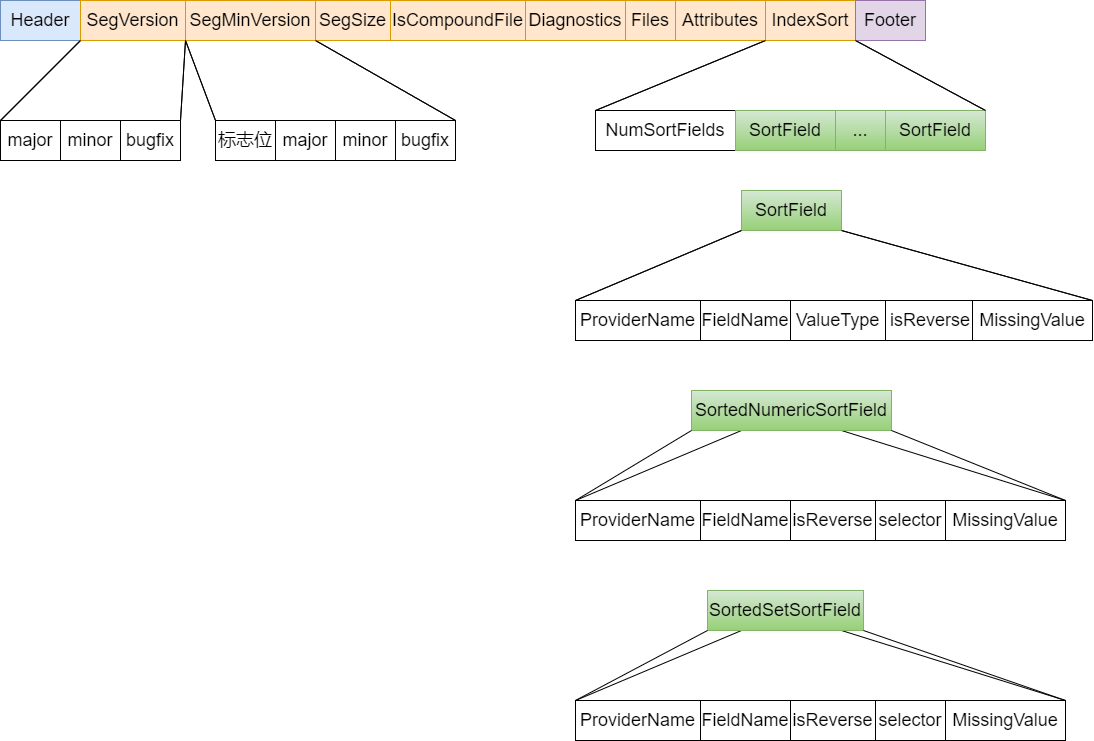 Header SegVersion SegMinVersion SegSize IsCompoundFile Diagnostics Files Attributes IndexSort Footer
major minor bugfix 标志位 major minor bugfix
NumSortFields SortField ... SortField
SortField
ProviderName FieldName ValueType isReverse MissingValue
SortedNumericSortField
ProviderName FieldName isReverse selector MissingValue
SortedSetSortField
ProviderName FieldName isReverse selector MissingValue